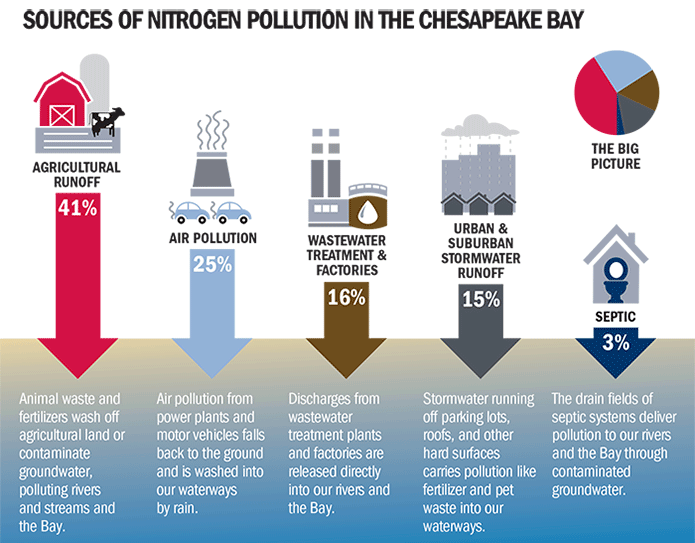 SOURCES OF NITROGEN POLLUTION IN THE CHESAPEAKE BAY
THE BIG
PICTURE
AGRICULTURAL
RUNOFF
41%
AIR POLLUTION
25%
WASTEWATER
TREATMENT &
FACTORIES
16%
URBAN &
SUBURBAN
STORMWATER
RUNOFF
15%
SEPTIC
3%
Animal waste and
fertilizers wash off
agricultural land or
contaminate
groundwater,
polluting rivers
and streams and
the Bay.
Air pollution from
power plants and
motor vehicles falls
back to the ground
and is washed into
our waterways
by rain.
Discharges from
wastewater
treatment plants
and factories are
released directly
into our rivers and
the Bay.
Stormwater running
off parking lots,
roofs, and other
hard surfaces
carries pollution like
fertilizer and pet
waste into our
waterways.
The drain fields of
septic systems deliver
pollution to our rivers
and the Bay through
contaminated
groundwater.